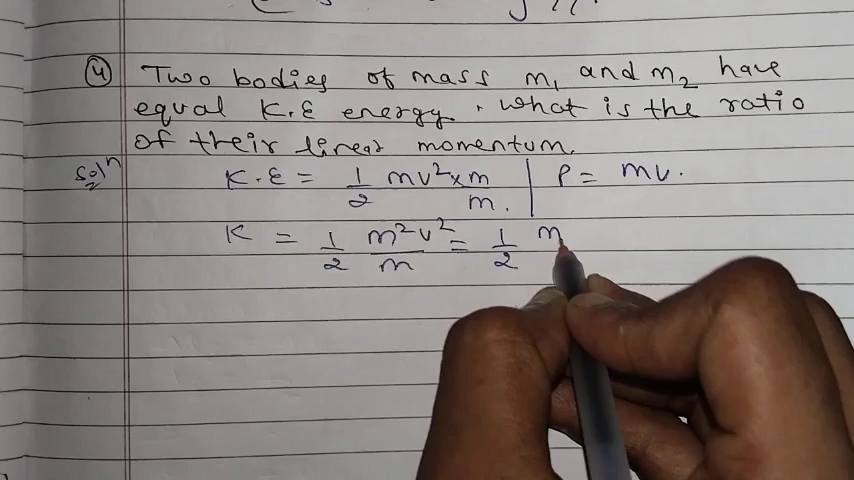 ④ Two bodies of mass m₁ and m₂ have
equal K.E energy. what is the ratio
of their linear momentum.
Solⁿ K.E = 1/2 mv² × m/m. | P = mv.
K = 1/2 m²v²/m = 1/2 m